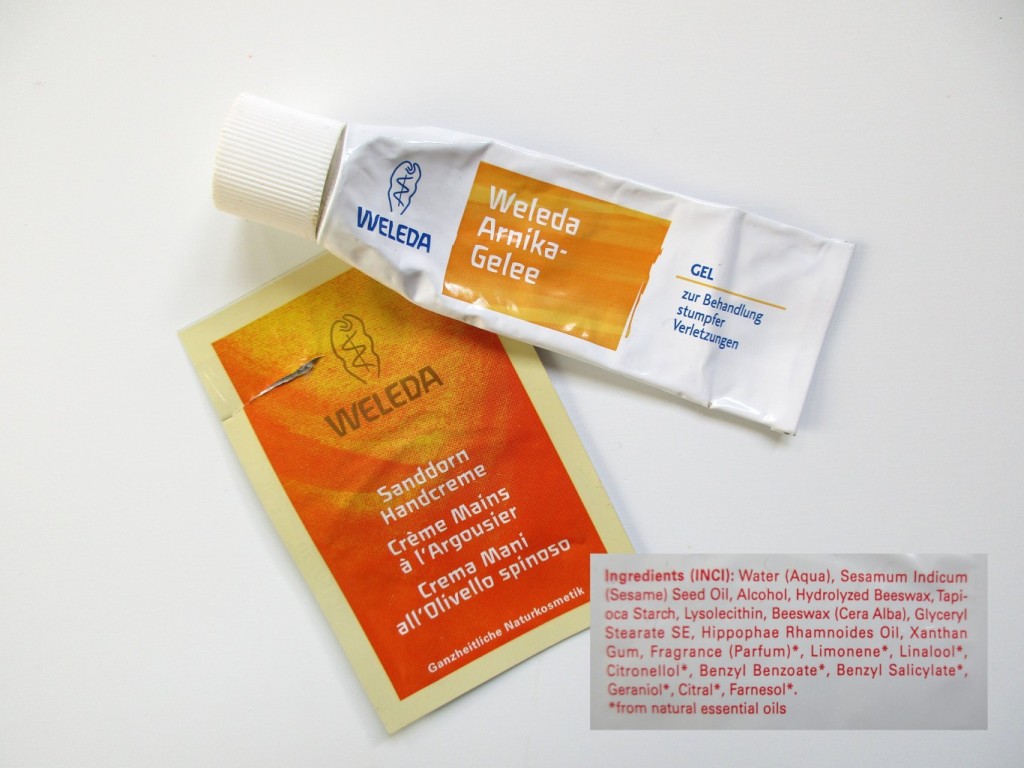 WELEDA
Weleda
Arnika-
Gelee
GEL
zur Behandlung
stumpfer
Verletzungen
WELEDA
Sanddorn
Handcreme
Crème Mains
à l'Argousier
Crema Mani
all'Olivello spinoso
Ganzheitliche Naturkosmetik
Ingredients (INCI): Water (Aqua), Sesamum Indicum
(Sesame) Seed Oil, Alcohol, Hydrolyzed Beeswax, Tapi-
oca Starch, Lysolecithin, Beeswax (Cera Alba), Glyceryl
Stearate SE, Hippophae Rhamnoides Oil, Xanthan
Gum, Fragrance (Parfum)*, Limonene*, Linalool*,
Citronellol*, Benzyl Benzoate*, Benzyl Salicylate*,
Geraniol*, Citral*, Farnesol*.
*from natural essential oils